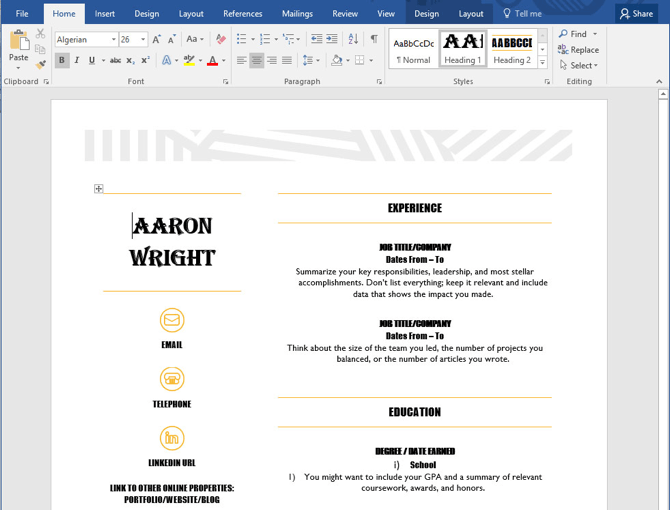 File Home Insert Design Layout References Mailings Review View Design Layout Tell me Share
Paste
Algerian 26 Aa
B I U abc x₂ x² A ab A
AaBbCcDc AABBCCI
¶ Normal Heading 1 Heading 2
Find
Replace
Select
Clipboard Font Paragraph Styles Editing
AARON
WRIGHT
EMAIL
TELEPHONE
in
LINKEDIN URL
LINK TO OTHER ONLINE PROPERTIES:
PORTFOLIO/WEBSITE/BLOG
EXPERIENCE
JOB TITLE/COMPANY
Dates From – To
Summarize your key responsibilities, leadership, and most stellar
accomplishments. Don't list everything; keep it relevant and include
data that shows the impact you made.
JOB TITLE/COMPANY
Dates From – To
Think about the size of the team you led, the number of projects you
balanced, or the number of articles you wrote.
EDUCATION
DEGREE / DATE EARNED
i) School
1) You might want to include your GPA and a summary of relevant
coursework, awards, and honors.